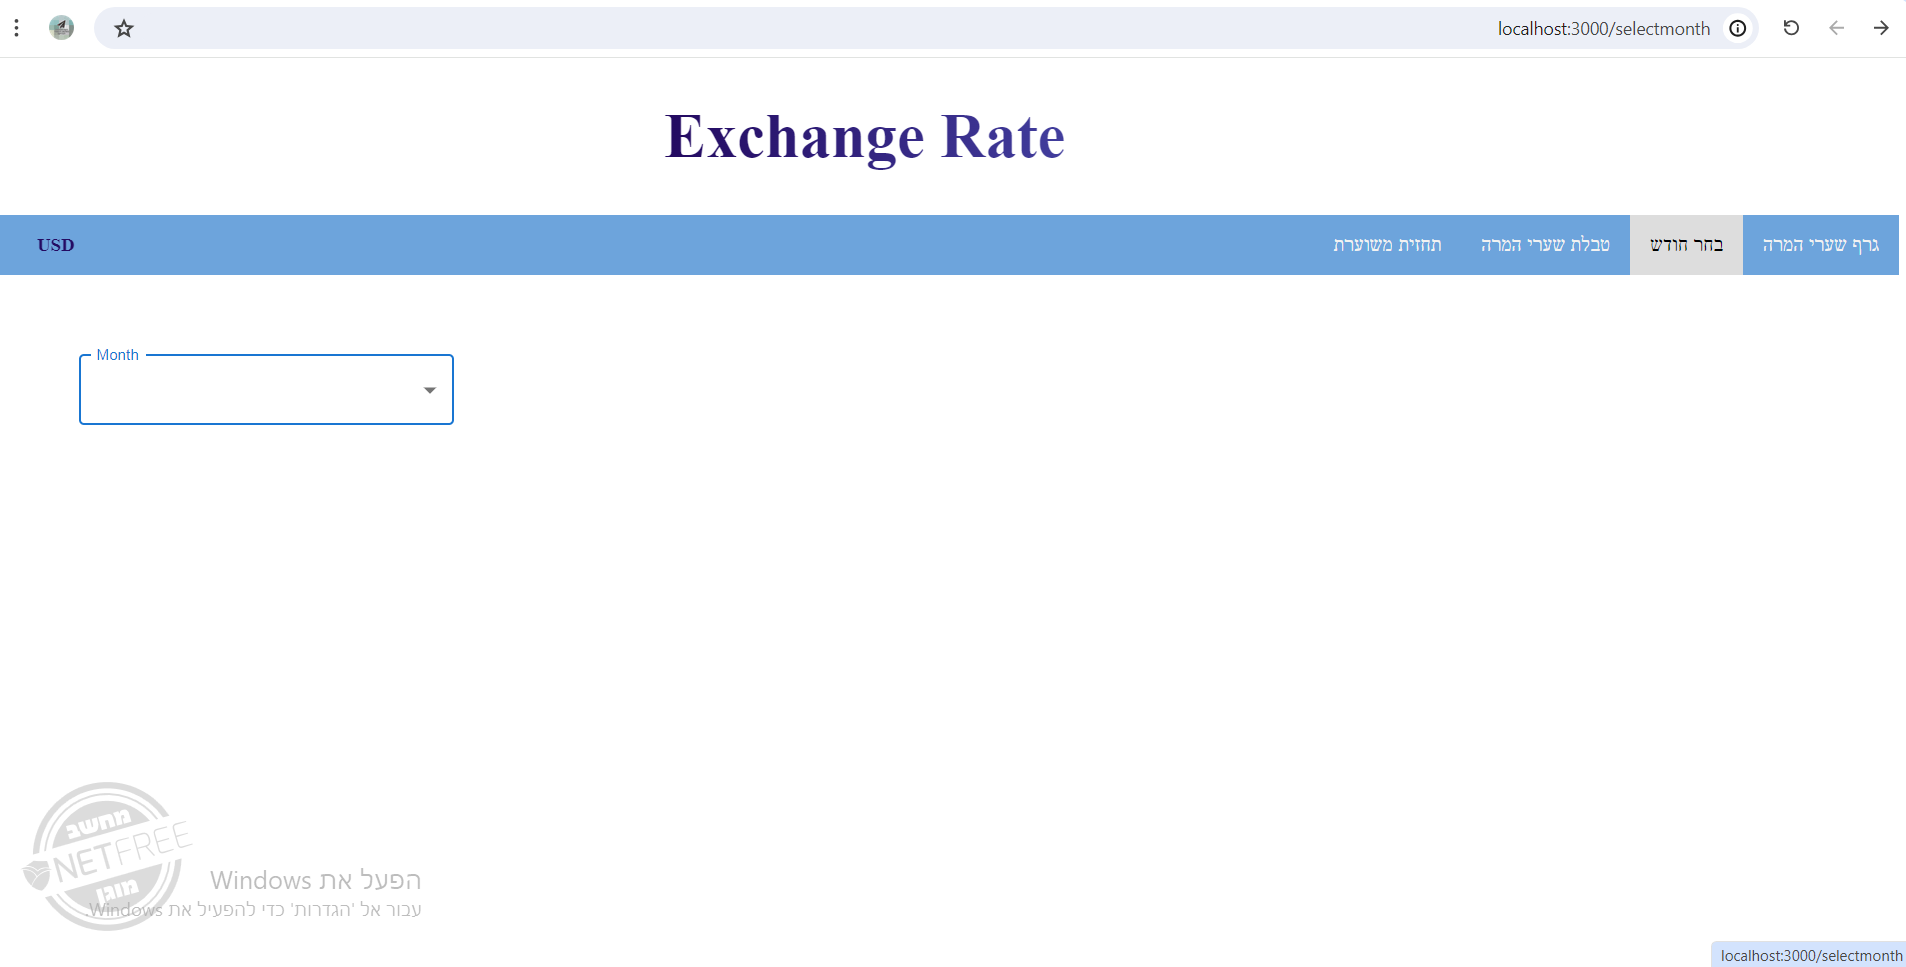 localhost:3000/selectmonth
Exchange Rate
גרף שערי המרה
בחר חודש
טבלת שערי המרה
תחזית משוערת
USD
Month
מחשב
NETFREE
מוגן
הפעל את Windows
עבור אל 'הגדרות' כדי להפעיל את Windows.
localhost:3000/selectmonth